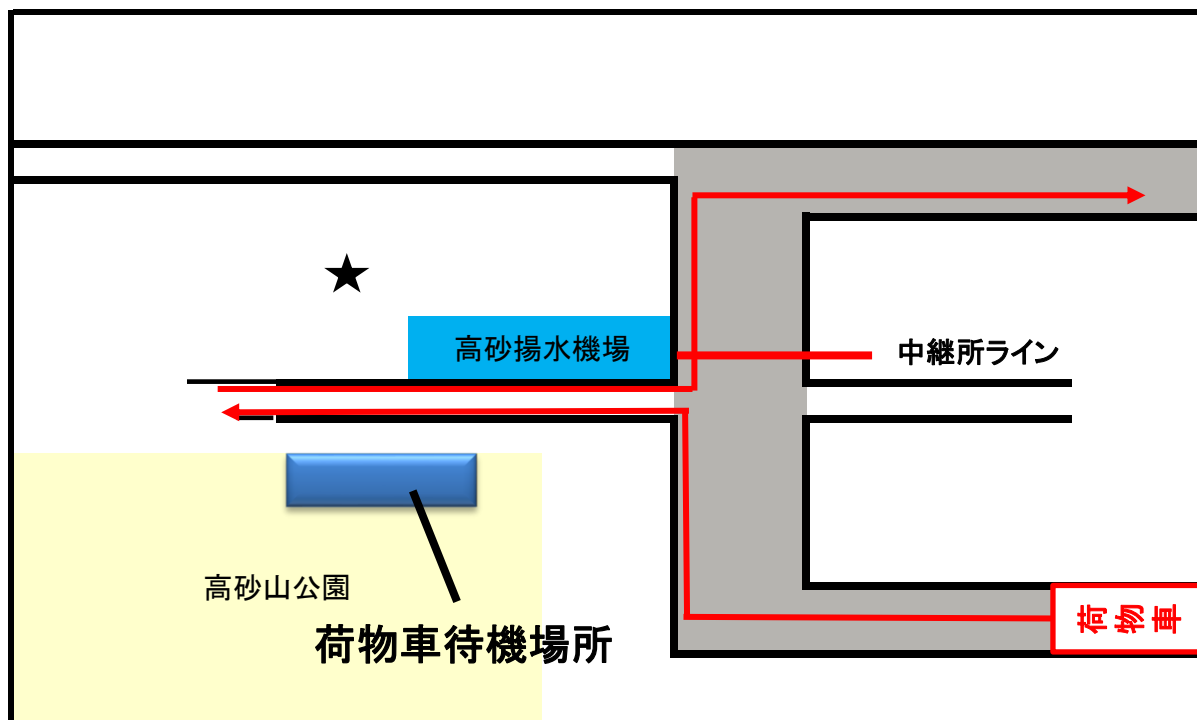 高砂揚水機場
中継所ライン
高砂山公園
荷物車
荷物車待機場所